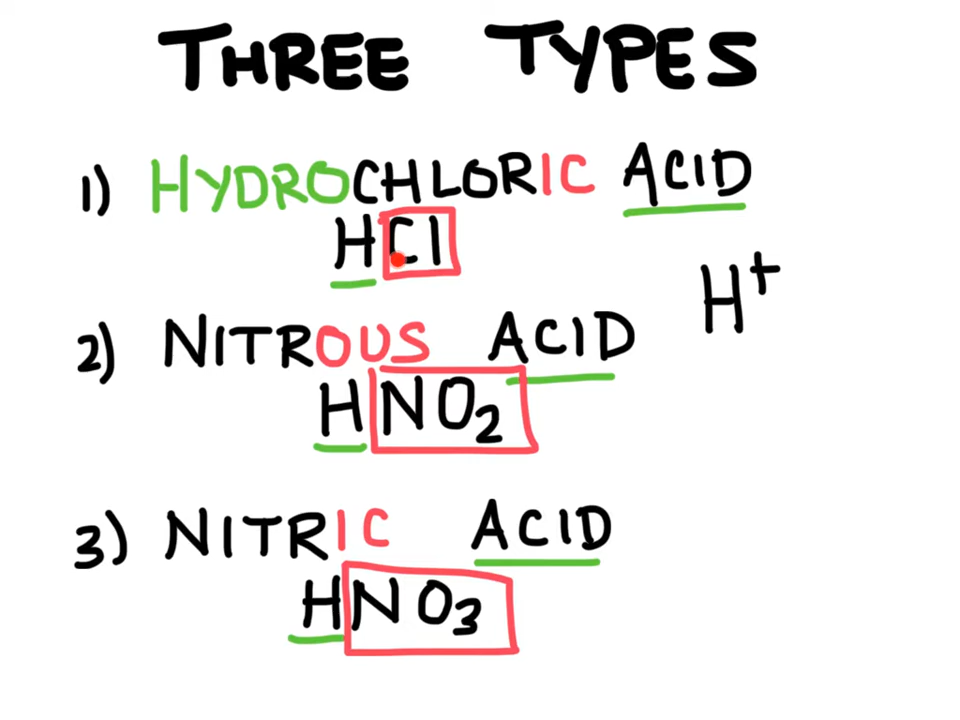 THREE TYPES
1) HYDROCHLORIC ACID
HCl
H+
2) NITROUS ACID
HNO2
3) NITRIC ACID
HNO3